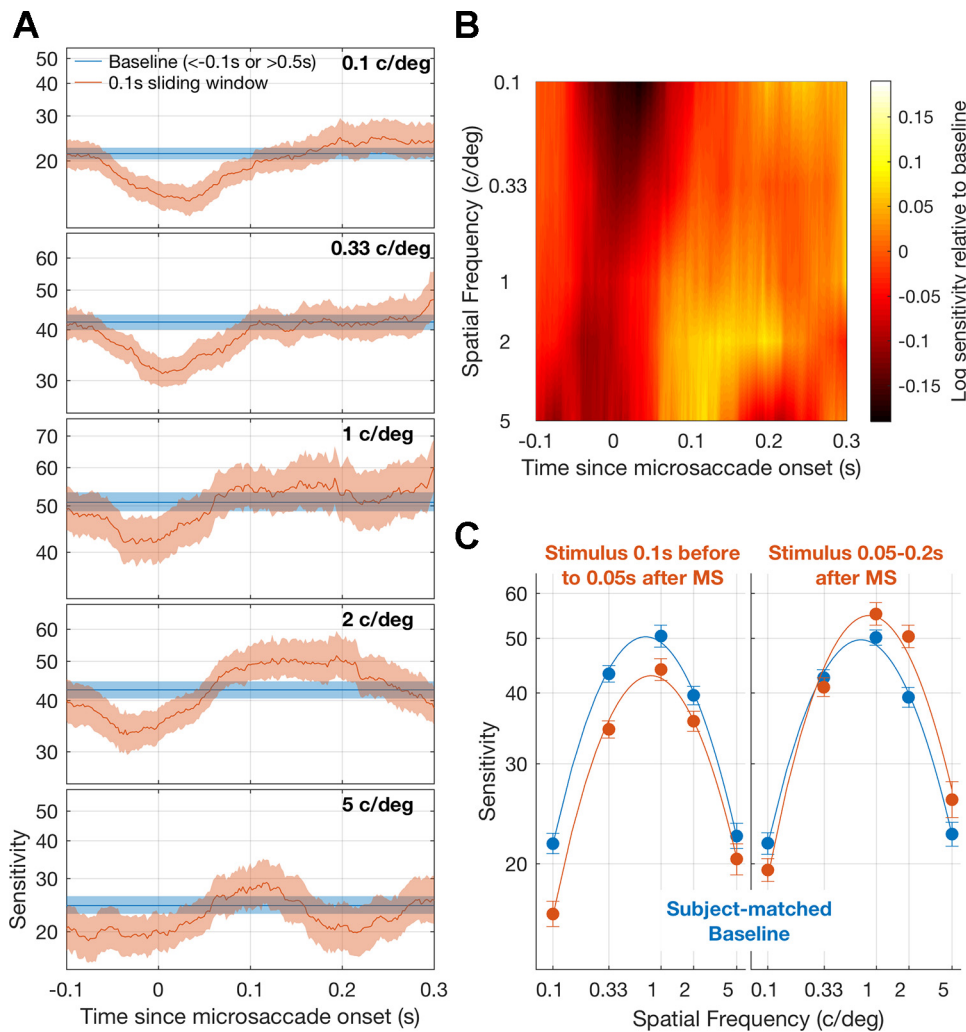 A
Baseline (<-0.1s or >0.5s)
0.1s sliding window
0.1 c/deg
50
40
30
20
0.33 c/deg
60
50
40
30
1 c/deg
70
60
50
40
2 c/deg
60
50
40
30
5 c/deg
50
40
30
20
Sensitivity
-0.1 0 0.1 0.2 0.3
Time since microsaccade onset (s)
B
Spatial Frequency (c/deg)
0.1
0.33
1
2
5
-0.1 0 0.1 0.2 0.3
Time since microsaccade onset (s)
0.15
0.1
0.05
0
-0.05
-0.1
-0.15
Log sensitivity relative to baseline
C
Stimulus 0.1s before
to 0.05s after MS
Stimulus 0.05-0.2s
after MS
60
50
40
30
20
Sensitivity
Subject-matched
Baseline
0.1 0.33 1 2 5 0.1 0.33 1 2 5
Spatial Frequency (c/deg)